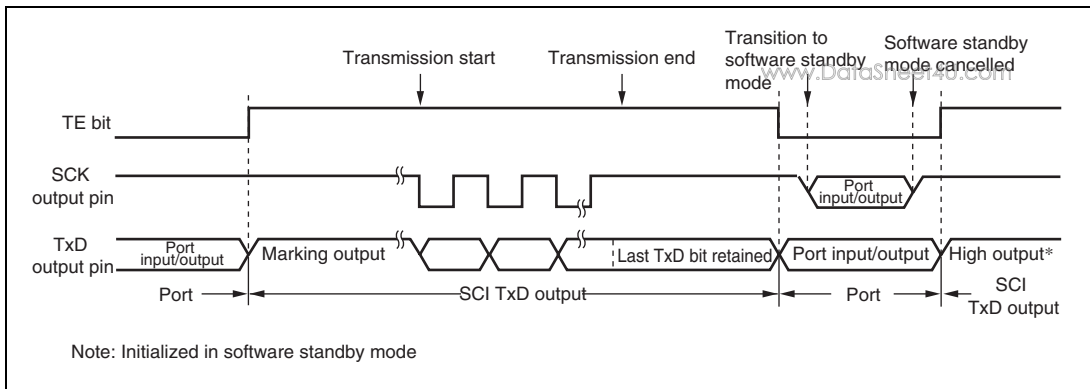 Transmission start
Transmission end
Transition to
software standby
mode
Software standby
mode cancelled
www.DataSheet4U.com
TE bit
SCK
output pin
Port
input/output
TxD
output pin
Port
input/output
Marking output
Last TxD bit retained
Port input/output
High output*
Port
SCI TxD output
Port
SCI
TxD output
Note: Initialized in software standby mode